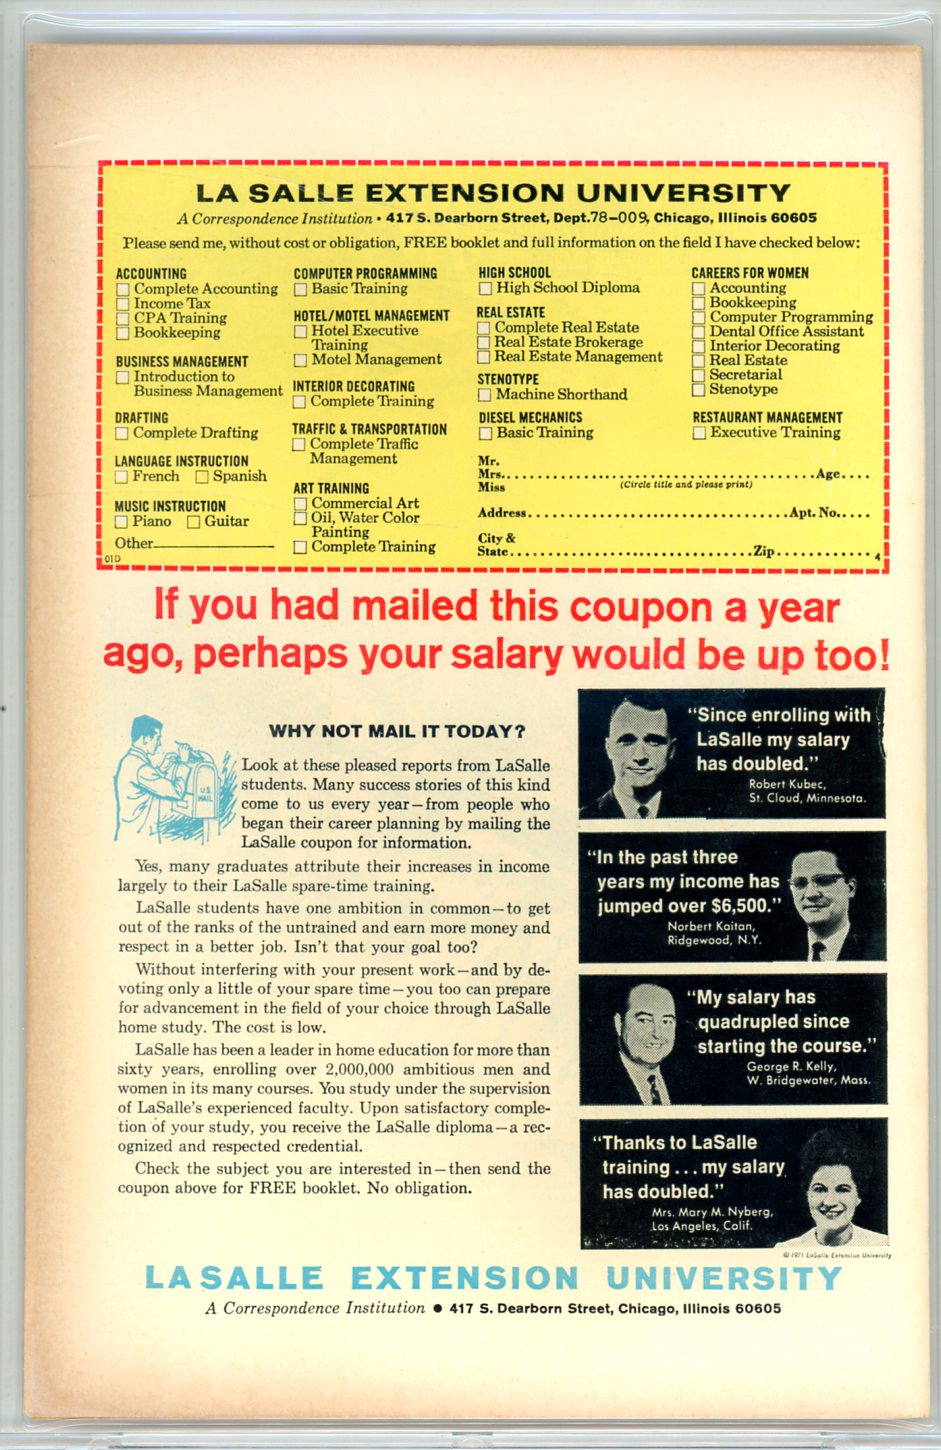 LA SALLE EXTENSION UNIVERSITY
A Correspondence Institution • 417 S. Dearborn Street, Dept.78-009, Chicago, Illinois 60605
Please send me, without cost or obligation, FREE booklet and full information on the field I have checked below:
ACCOUNTING
Complete Accounting
Income Tax
CPA Training
Bookkeeping
BUSINESS MANAGEMENT
Introduction to
Business Management
DRAFTING
Complete Drafting
LANGUAGE INSTRUCTION
French Spanish
MUSIC INSTRUCTION
Piano Guitar
Other
01D
COMPUTER PROGRAMMING
Basic Training
HOTEL/MOTEL MANAGEMENT
Hotel Executive
Training
Motel Management
INTERIOR DECORATING
Complete Training
TRAFFIC & TRANSPORTATION
Complete Traffic
Management
ART TRAINING
Commercial Art
Oil, Water Color
Painting
Complete Training
HIGH SCHOOL
High School Diploma
REAL ESTATE
Complete Real Estate
Real Estate Brokerage
Real Estate Management
STENOTYPE
Machine Shorthand
DIESEL MECHANICS
Basic Training
CAREERS FOR WOMEN
Accounting
Bookkeeping
Computer Programming
Dental Office Assistant
Interior Decorating
Real Estate
Secretarial
Stenotype
RESTAURANT MANAGEMENT
Executive Training
Mr.
Mrs. Age
Miss (Circle title and please print)
Address Apt. No.
City &
State Zip
4
If you had mailed this coupon a year
ago, perhaps your salary would be up too!
WHY NOT MAIL IT TODAY?
U.S.
MAIL
Look at these pleased reports from LaSalle
students. Many success stories of this kind
come to us every year—from people who
began their career planning by mailing the
LaSalle coupon for information.
Yes, many graduates attribute their increases in income
largely to their LaSalle spare-time training.
LaSalle students have one ambition in common—to get
out of the ranks of the untrained and earn more money and
respect in a better job. Isn't that your goal too?
Without interfering with your present work—and by de-
voting only a little of your spare time—you too can prepare
for advancement in the field of your choice through LaSalle
home study. The cost is low.
LaSalle has been a leader in home education for more than
sixty years, enrolling over 2,000,000 ambitious men and
women in its many courses. You study under the supervision
of LaSalle's experienced faculty. Upon satisfactory comple-
tion of your study, you receive the LaSalle diploma—a rec-
ognized and respected credential.
Check the subject you are interested in—then send the
coupon above for FREE booklet. No obligation.
"Since enrolling with
LaSalle my salary
has doubled."
Robert Kubec,
St. Cloud, Minnesota.
"In the past three
years my income has
jumped over $6,500."
Norbert Kaitan,
Ridgewood, N.Y.
"My salary has
quadrupled since
starting the course."
George R. Kelly,
W. Bridgewater, Mass.
"Thanks to LaSalle
training . . . my salary
has doubled."
Mrs. Mary M. Nyberg,
Los Angeles, Calif.
© 1971 LaSalle Extension University
LA SALLE EXTENSION UNIVERSITY
A Correspondence Institution • 417 S. Dearborn Street, Chicago, Illinois 60605